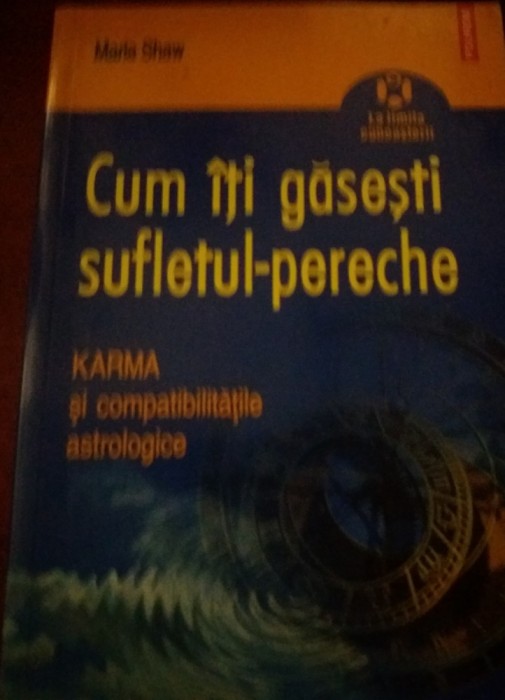 Maria Shaw
La limita
cunoașterii
Cum îți găsești
sufletul-pereche
KARMA
și compatibilitățile
astrologice